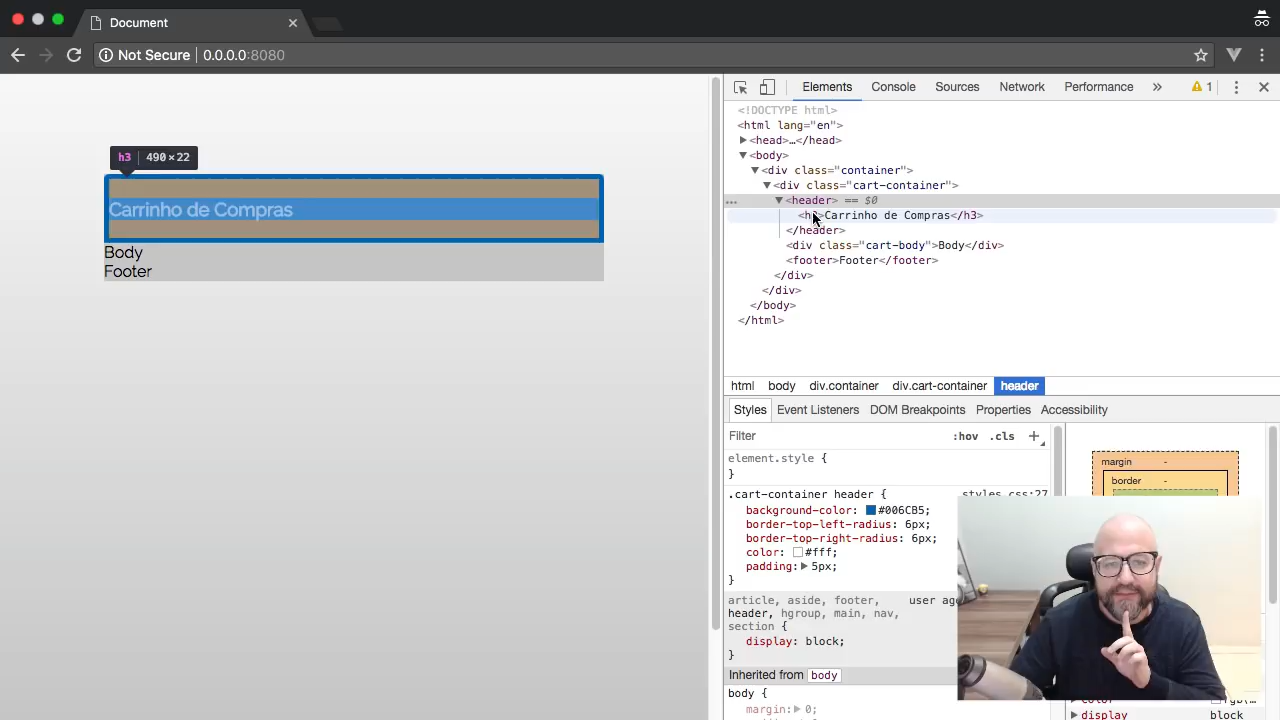 Document
Not Secure
0.0.0.0:8080
Elements
Console
Sources
Network
Performance
1
<!DOCTYPE html>
<html lang="en">
<head>…</head>
<body>
<div class="container">
<div class="cart-container">
<header> == $0
Carrinho de Compras</h3>
</header>
<div class="cart-body">Body</div>
<footer>Footer</footer>
</div>
</div>
</body>
</html>
h3 490 × 22
Carrinho de Compras
Body
Footer
html body div.container div.cart-container header
Styles Event Listeners DOM Breakpoints Properties Accessibility
Filter
:hov .cls
element.style {
}
.cart-container header {
styles.css:27
background-color: #006CB5;
border-top-left-radius: 6px;
border-top-right-radius: 6px;
color: #fff;
padding: 5px;
}
article, aside, footer,
header, hgroup, main, nav,
section {
user age
display: block;
}
Inherited from body
body {
margin: 0;
margin -
border -
display block